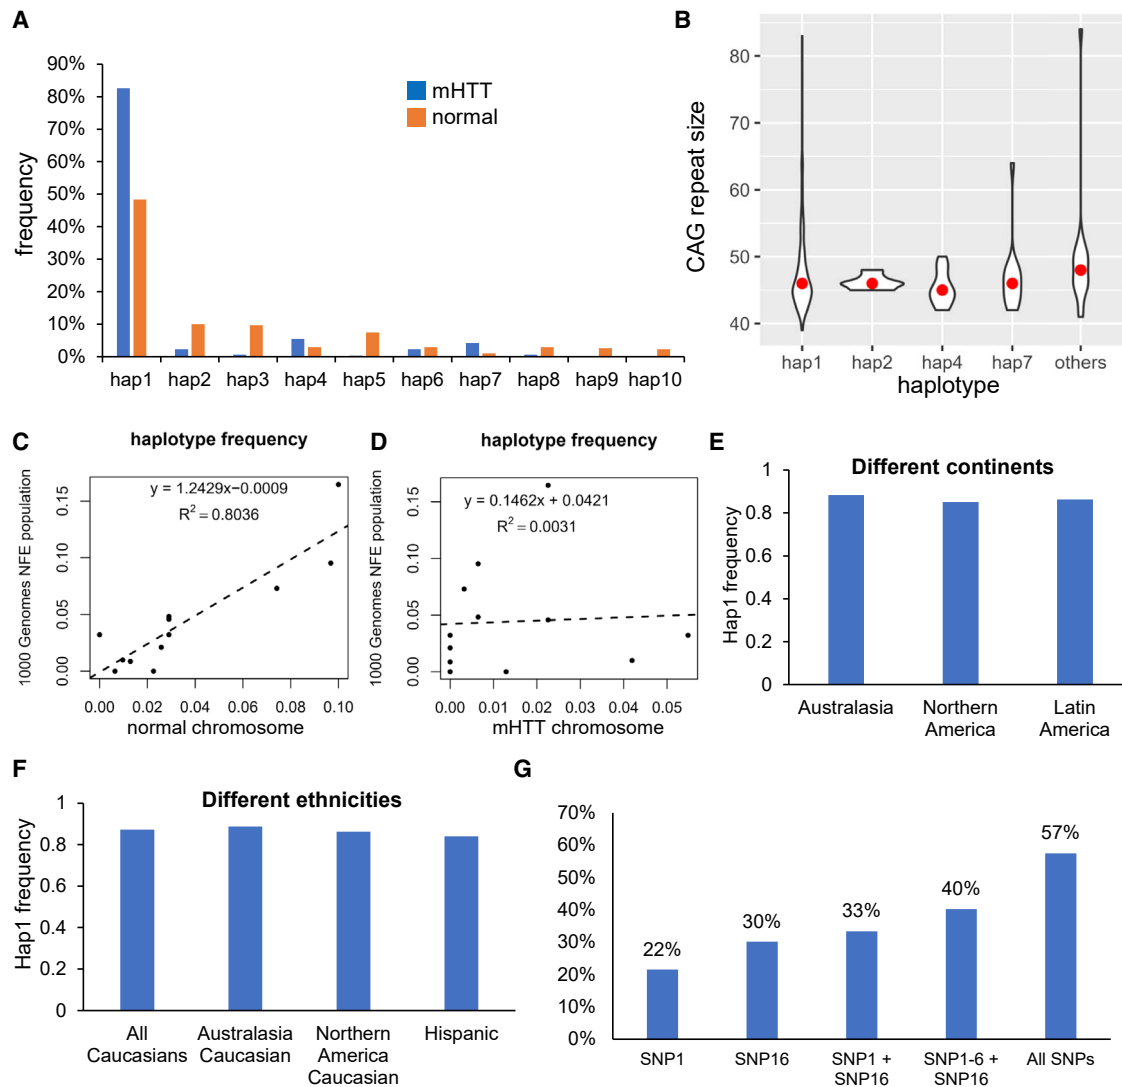 A
90%
80%
70%
60%
50%
40%
30%
20%
10%
0%
frequency
mHTT
normal
hap1 hap2 hap3 hap4 hap5 hap6 hap7 hap8 hap9 hap10
B
80
70
60
50
40
CAG repeat size
hap1 hap2 hap4 hap7 others
haplotype
C
haplotype frequency
y = 1.2429x−0.0009
R² = 0.8036
1000 Genomes NFE population
0.15
0.10
0.05
0.00
0.00 0.02 0.04 0.06 0.08 0.10
normal chromosome
D
haplotype frequency
y = 0.1462x + 0.0421
R² = 0.0031
1000 Genomes NFE population
0.15
0.10
0.05
0.00
0.00 0.01 0.02 0.03 0.04 0.05
mHTT chromosome
E
Different continents
1
0.8
0.6
0.4
0.2
0
Hap1 frequency
Australasia Northern Latin
America America
F
Different ethnicities
1
0.8
0.6
0.4
0.2
0
Hap1 frequency
All Australasia Northern Hispanic
Caucasians Caucasian America
Caucasian
G
70%
60%
50%
40%
30%
20%
10%
0%
22%
30%
33%
40%
57%
SNP1 SNP16 SNP1 + SNP1-6 + All SNPs
SNP16 SNP16